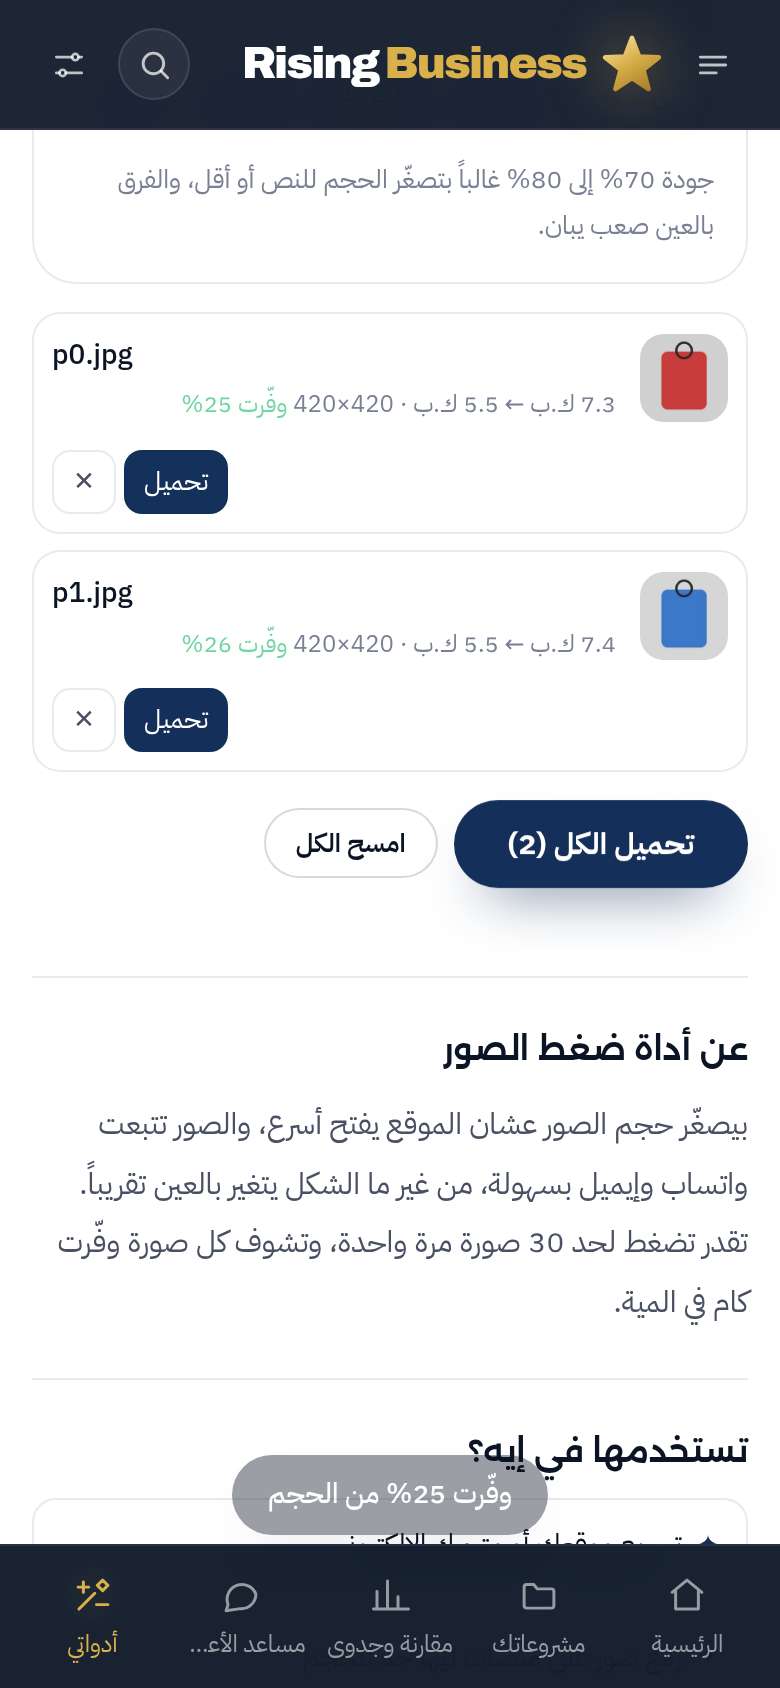 Rising Business
جودة 70% إلى 80% غالباً بتصغّر الحجم للنص أو أقل، والفرق
بالعين صعب يبان.
p0.jpg
7.3 ك.ب ← 5.5 ك.ب · 420×420 وفّرت 25%
تحميل ✕
p1.jpg
7.4 ك.ب ← 5.5 ك.ب · 420×420 وفّرت 26%
تحميل ✕
تحميل الكل (2) امسح الكل
عن أداة ضغط الصور
بيصغّر حجم الصور عشان الموقع يفتح أسرع، والصور تتبعت
واتساب وإيميل بسهولة، من غير ما الشكل يتغير بالعين تقريباً.
تقدر تضغط لحد 30 صورة مرة واحدة، وتشوف كل صورة وفّرت
كام في المية.
تستخدمها في إيه؟
وفّرت 25% من الحجم
الرئيسية مشروعاتك مقارنة وجدوى مساعد الأعـ... أدواتي